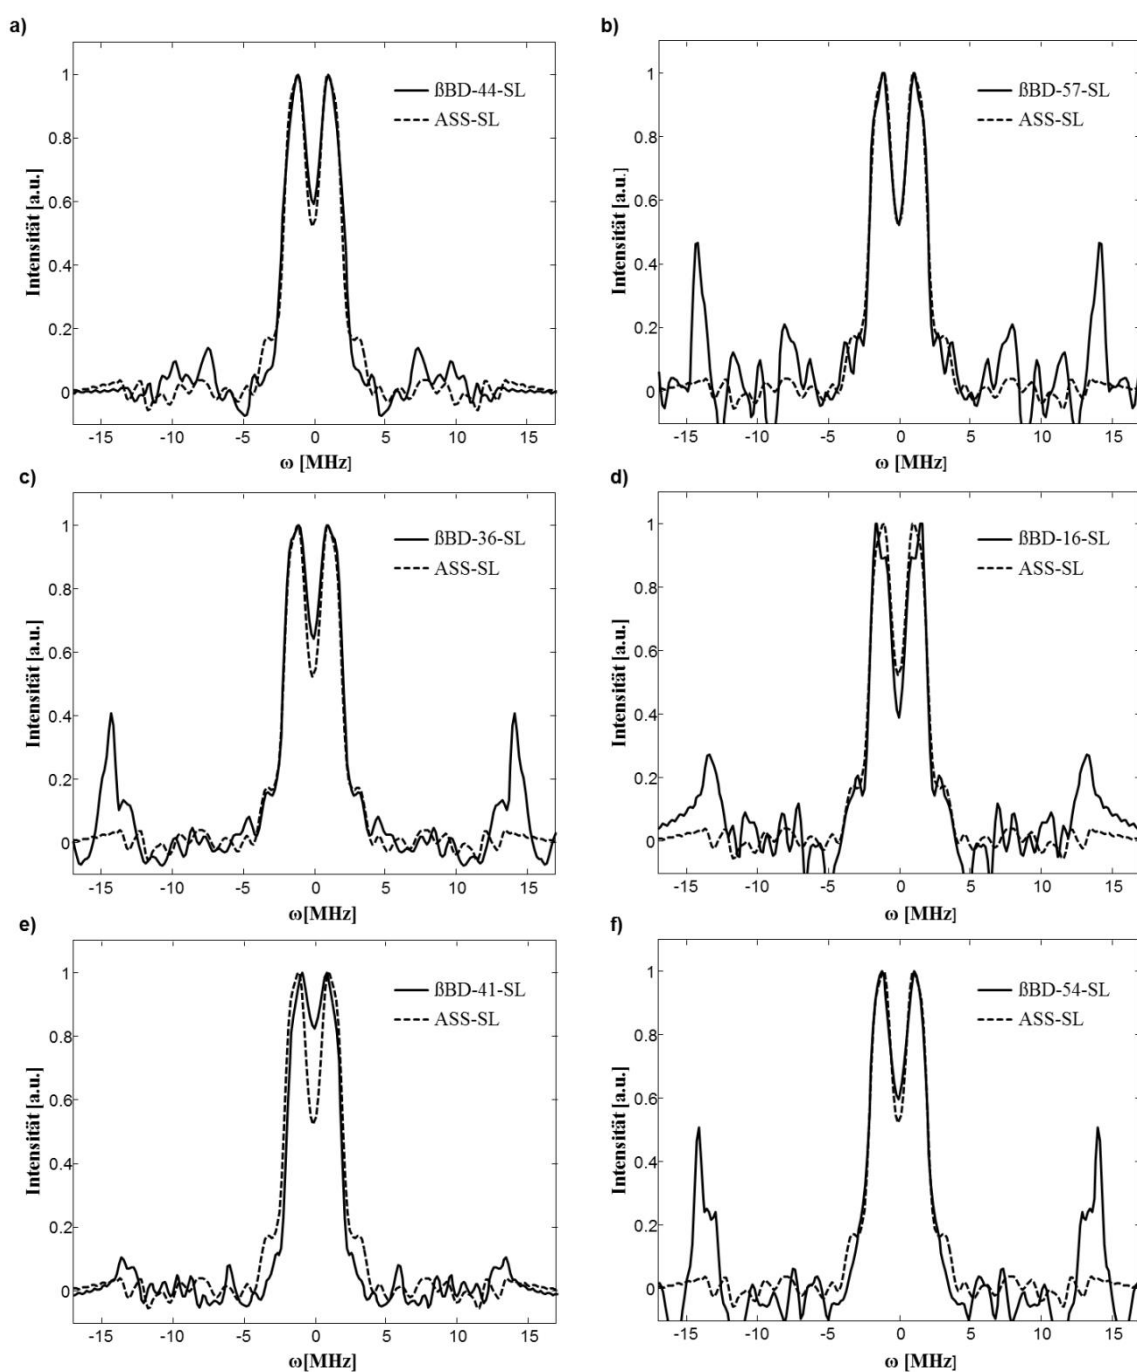 a)
1
0.8
0.6
0.4
0.2
0
Intensität [a.u.]
ßBD-44-SL
ASS-SL
-15 -10 -5 0 5 10 15
ω [MHz]
b)
1
0.8
0.6
0.4
0.2
0
Intensität [a.u.]
ßBD-57-SL
ASS-SL
-15 -10 -5 0 5 10 15
ω [MHz]
c)
1
0.8
0.6
0.4
0.2
0
Intensität [a.u.]
ßBD-36-SL
ASS-SL
-15 -10 -5 0 5 10 15
ω[MHz]
d)
1
0.8
0.6
0.4
0.2
0
Intensität [a.u.]
ßBD-16-SL
ASS-SL
-15 -10 -5 0 5 10 15
ω [MHz]
e)
1
0.8
0.6
0.4
0.2
0
Intensität [a.u.]
ßBD-41-SL
ASS-SL
-15 -10 -5 0 5 10 15
ω[MHz]
f)
1
0.8
0.6
0.4
0.2
0
Intensität [a.u.]
ßBD-54-SL
ASS-SL
-15 -10 -5 0 5 10 15
ω [MHz]